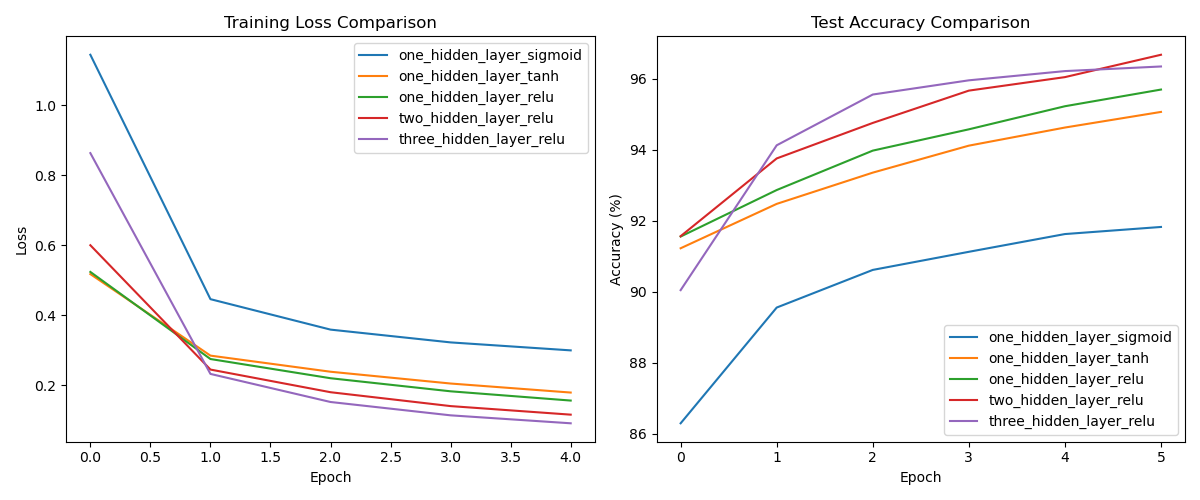 Training Loss Comparison
one_hidden_layer_sigmoid
one_hidden_layer_tanh
one_hidden_layer_relu
two_hidden_layer_relu
three_hidden_layer_relu
1.0
0.8
0.6
0.4
0.2
Loss
0.0 0.5 1.0 1.5 2.0 2.5 3.0 3.5 4.0
Epoch
Test Accuracy Comparison
96
94
92
90
88
86
Accuracy (%)
one_hidden_layer_sigmoid
one_hidden_layer_tanh
one_hidden_layer_relu
two_hidden_layer_relu
three_hidden_layer_relu
0 1 2 3 4 5
Epoch